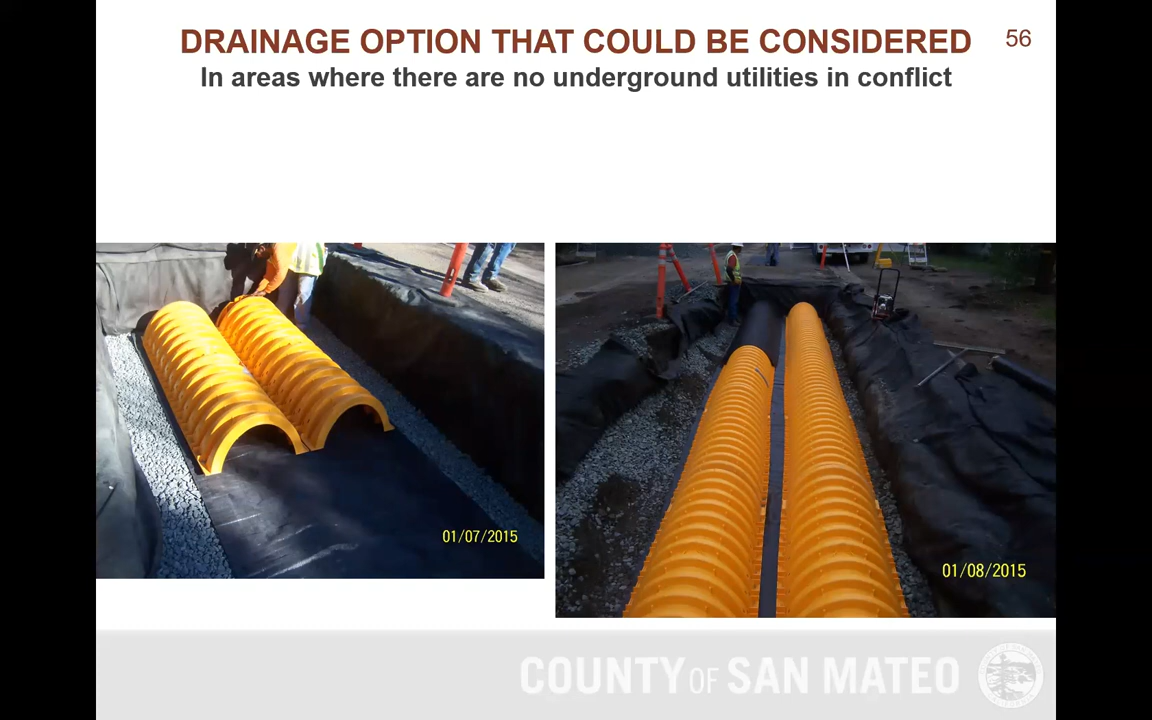 DRAINAGE OPTION THAT COULD BE CONSIDERED
56
In areas where there are no underground utilities in conflict
01/07/2015
01/08/2015
COUNTY OF SAN MATEO